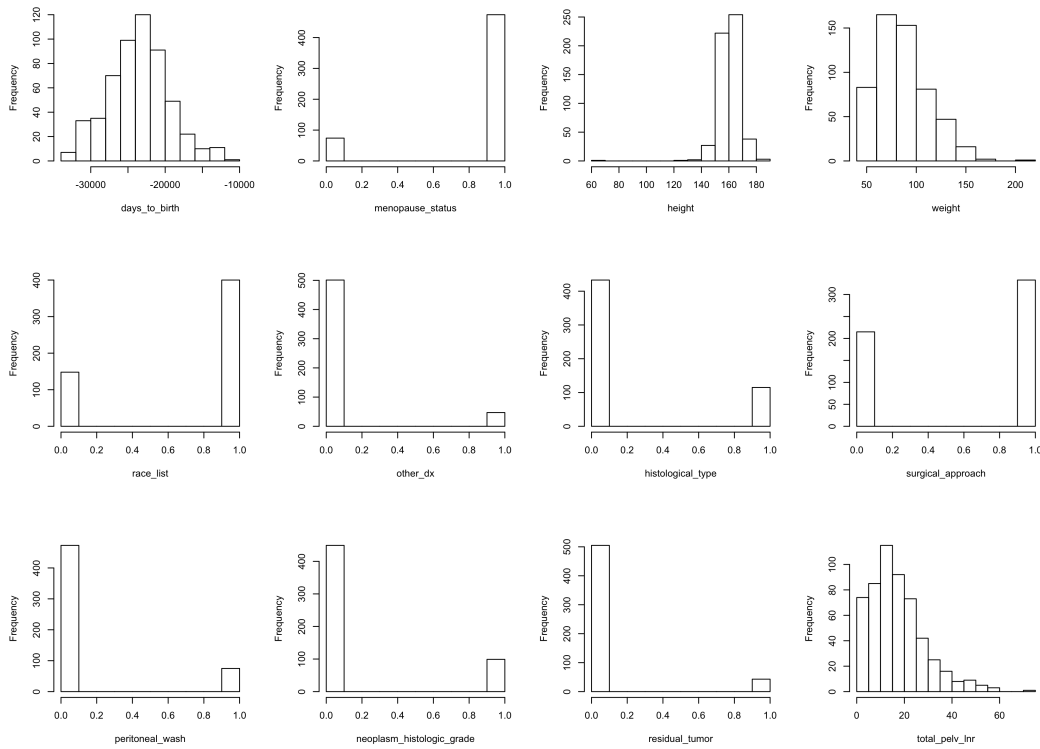 Frequency
0 20 40 60 80 100 120
-30000 -20000 -10000
days_to_birth
Frequency
0 100 200 300 400
0.0 0.2 0.4 0.6 0.8 1.0
menopause_status
Frequency
0 50 100 150 200 250
60 80 100 120 140 160 180
height
Frequency
0 50 100 150
50 100 150 200
weight
Frequency
0 100 200 300 400
0.0 0.2 0.4 0.6 0.8 1.0
race_list
Frequency
0 100 200 300 400 500
0.0 0.2 0.4 0.6 0.8 1.0
other_dx
Frequency
0 100 200 300 400
0.0 0.2 0.4 0.6 0.8 1.0
histological_type
Frequency
0 50 100 200 300
0.0 0.2 0.4 0.6 0.8 1.0
surgical_approach
Frequency
0 100 200 300 400
0.0 0.2 0.4 0.6 0.8 1.0
peritoneal_wash
Frequency
0 100 200 300 400
0.0 0.2 0.4 0.6 0.8 1.0
neoplasm_histologic_grade
Frequency
0 100 200 300 400 500
0.0 0.2 0.4 0.6 0.8 1.0
residual_tumor
Frequency
0 20 40 60 80 100
0 20 40 60
total_pelv_lnr